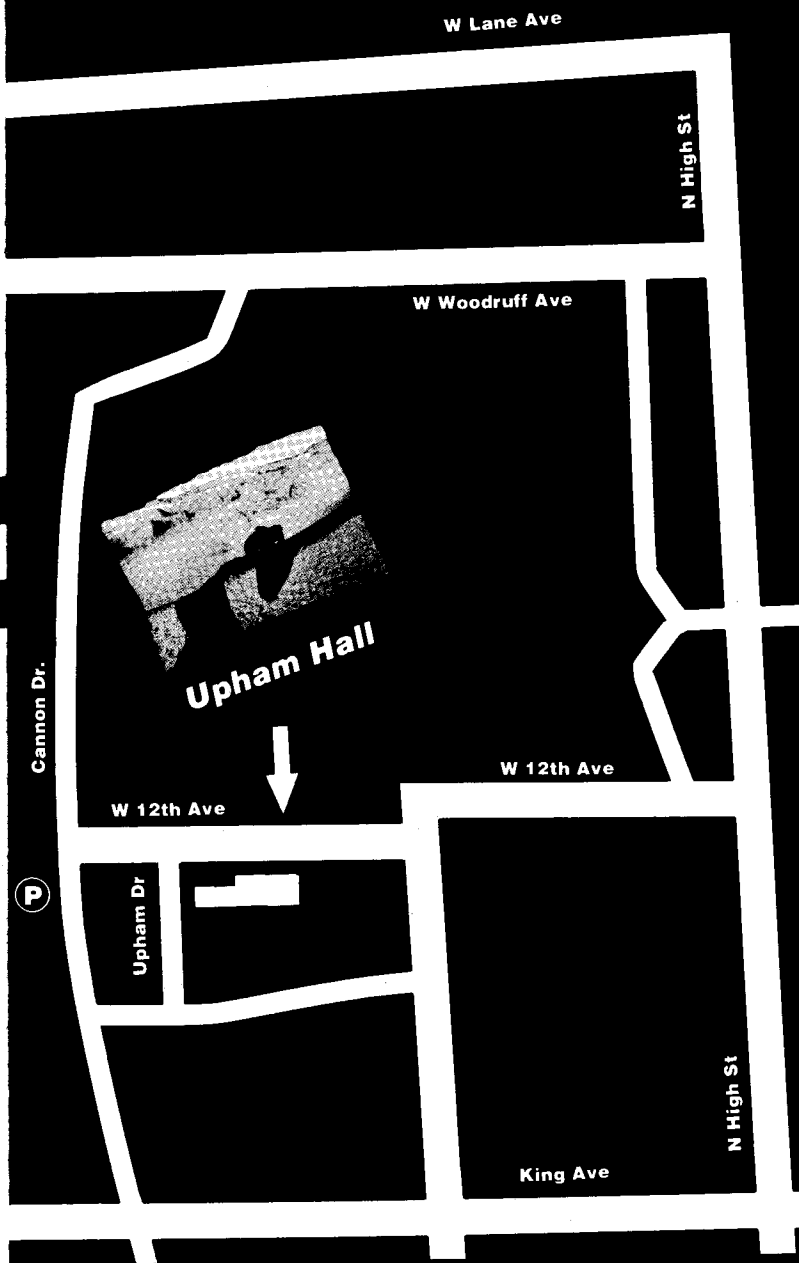 W Lane Ave
N High St
W Woodruff Ave
Upham Hall
Cannon Dr.
W 12th Ave
W 12th Ave
P
Upham Dr
N High St
King Ave